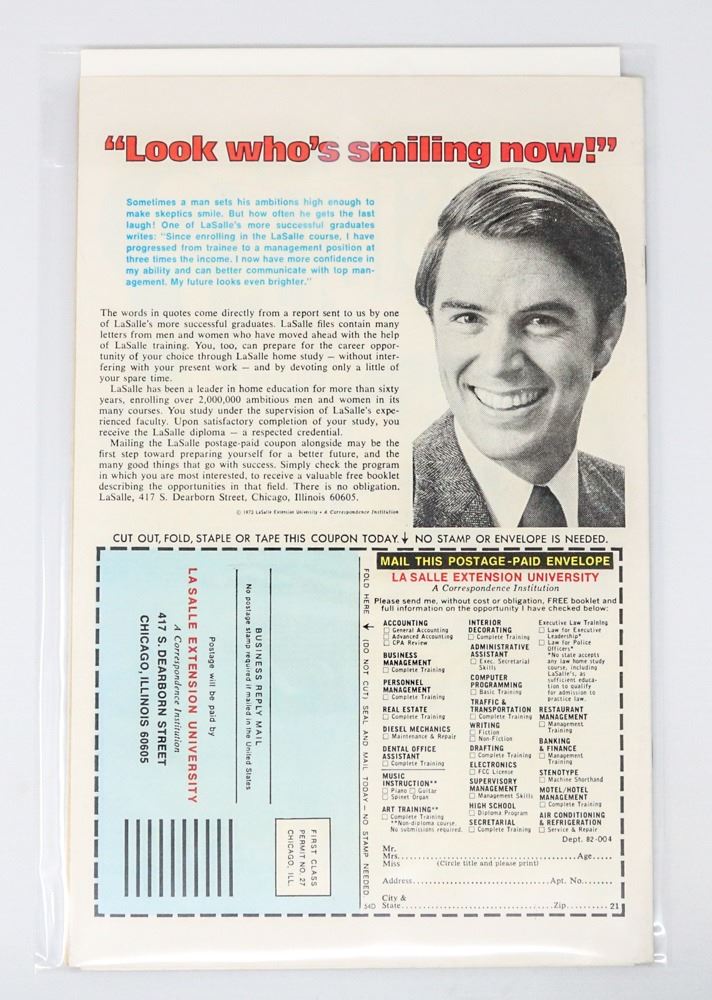 “Look who’s smiling now!”
Sometimes a man sets his ambitions high enough to
make skeptics smile. But how often he gets the last
laugh! One of LaSalle's more successful graduates
writes: "Since enrolling in the LaSalle course, I have
progressed from trainee to a management position at
three times the income. I now have more confidence in
my ability and can better communicate with top man-
agement. My future looks even brighter."
The words in quotes come directly from a report sent to us by one
of LaSalle's more successful graduates. LaSalle files contain many
letters from men and women who have moved ahead with the help
of LaSalle training. You, too, can prepare for the career oppor-
tunity of your choice through LaSalle home study — without inter-
fering with your present work — and by devoting only a little of
your spare time.
LaSalle has been a leader in home education for more than sixty
years, enrolling over 2,000,000 ambitious men and women in its
many courses. You study under the supervision of LaSalle's expe-
rienced faculty. Upon satisfactory completion of your study, you
receive the LaSalle diploma — a respected credential.
Mailing the LaSalle postage-paid coupon alongside may be the
first step toward preparing yourself for a better future, and the
many good things that go with success. Simply check the program
in which you are most interested, to receive a valuable free booklet
describing the opportunities in that field. There is no obligation.
LaSalle, 417 S. Dearborn Street, Chicago, Illinois 60605.
LaSalle Extension University • A Correspondence Institution
CUT OUT, FOLD, STAPLE OR TAPE THIS COUPON TODAY. NO STAMP OR ENVELOPE IS NEEDED.
FIRST CLASS
PERMIT NO. 27
CHICAGO, ILL.
BUSINESS REPLY MAIL
No postage stamp required if mailed in the United States
Postage will be paid by
LA SALLE EXTENSION UNIVERSITY
A Correspondence Institution
417 S. DEARBORN STREET
CHICAGO, ILLINOIS 60605
FOLD HERE (DO NOT CUT) SEAL AND MAIL TODAY — NO STAMP NEEDED
54D
MAIL THIS POSTAGE-PAID ENVELOPE
LA SALLE EXTENSION UNIVERSITY
A Correspondence Institution
Please send me, without cost or obligation, FREE booklet and
full information on the opportunity I have checked below:
ACCOUNTING
General Accounting
Advanced Accounting
CPA Review
BUSINESS
MANAGEMENT
Complete Training
PERSONNEL
MANAGEMENT
Complete Training
REAL ESTATE
Complete Training
DIESEL MECHANICS
Maintenance & Repair
DENTAL OFFICE
ASSISTANT
Complete Training
MUSIC
INSTRUCTION**
Piano Guitar
Spinet Organ
ART TRAINING**
Complete Training
**Non-diploma course.
No submissions required.
INTERIOR
DECORATING
Complete Training
ADMINISTRATIVE
ASSISTANT
Exec. Secretarial
Skills
COMPUTER
PROGRAMMING
Basic Training
TRAFFIC &
TRANSPORTATION
Complete Training
WRITING
Fiction
Non-Fiction
DRAFTING
Complete Training
ELECTRONICS
FCC License
SUPERVISORY
MANAGEMENT
Management Skills
HIGH SCHOOL
Diploma Program
SECRETARIAL
Complete Training
Executive Law Training
Law for Executive
Leadership*
Law for Police
Officers*
*No state accepts
any law home study
course, including
LaSalle's, as
sufficient educa-
tion to qualify
for admission to
practice law.
RESTAURANT
MANAGEMENT
Management
Training
BANKING
& FINANCE
Management
Training
STENOTYPE
Machine Shorthand
MOTEL/HOTEL
MANAGEMENT
Complete Training
AIR CONDITIONING
& REFRIGERATION
Service & Repair
Dept. 82-004
Mr.
Mrs. Age
Miss (Circle title and please print)
Address Apt. No.
City &
State Zip 21